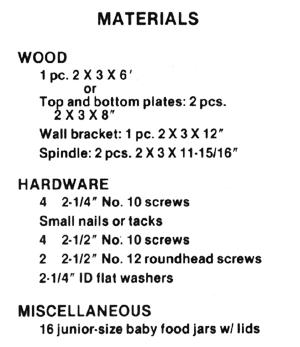 MATERIALS
WOOD
1 pc. 2 X 3 X 6′
or
Top and bottom plates: 2 pcs.
2 X 3 X 8″
Wall bracket: 1 pc. 2 X 3 X 12″
Spindle: 2 pcs. 2 X 3 X 11-15/16″
HARDWARE
4 2-1/4″ No. 10 screws
Small nails or tacks
4 2-1/2″ No. 10 screws
2 2-1/2″ No. 12 roundhead screws
2-1/4″ ID flat washers
MISCELLANEOUS
16 junior-size baby food jars w/ lids